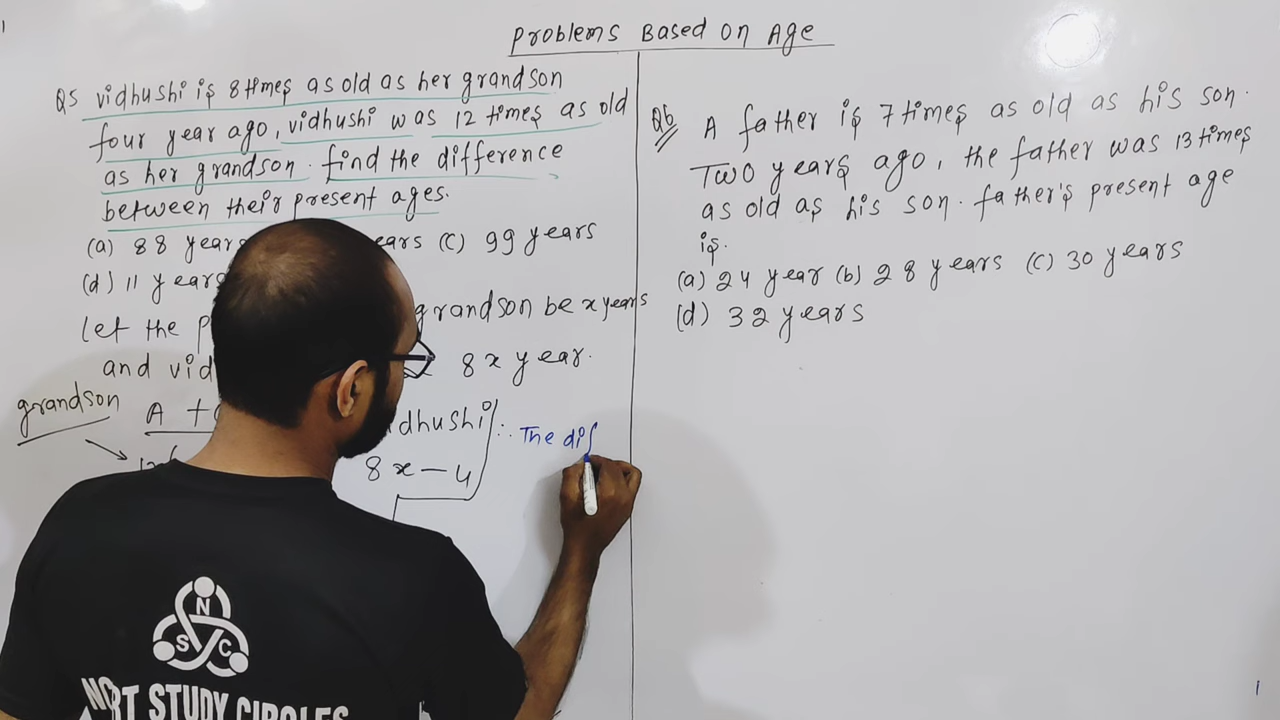 Problems Based on Age
Q5 vidhushi is 8 times as old as her grandson
four year ago, vidhushi was 12 times as old
as her grandson. find the difference
between their present ages.
(a) 88 years ears (c) 99 years
(d) 11 years
Let the p grandson be x years
and vid 8x year.
grandson
A
dhushi
8x-4
∴ The dif
Q6 A father is 7 times as old as his son.
Two years ago, the father was 13 times
as old as his son. father's present age
is.
(a) 24 year (b) 28 years (c) 30 years
(d) 32 years
N
S C
STUDY CIRCLES